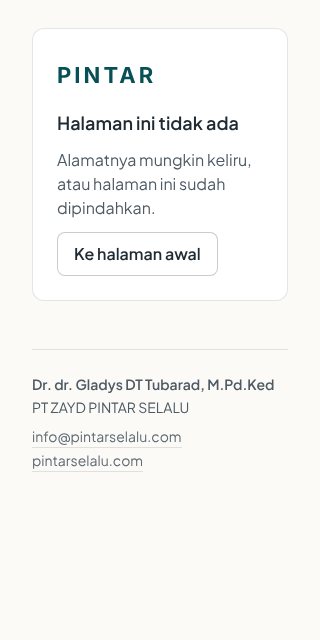 PINTAR
Halaman ini tidak ada
Alamatnya mungkin keliru,
atau halaman ini sudah
dipindahkan.
Ke halaman awal
Dr. dr. Gladys DT Tubarad, M.Pd.Ked
PT ZAYD PINTAR SELALU
info@pintarselalu.com
pintarselalu.com